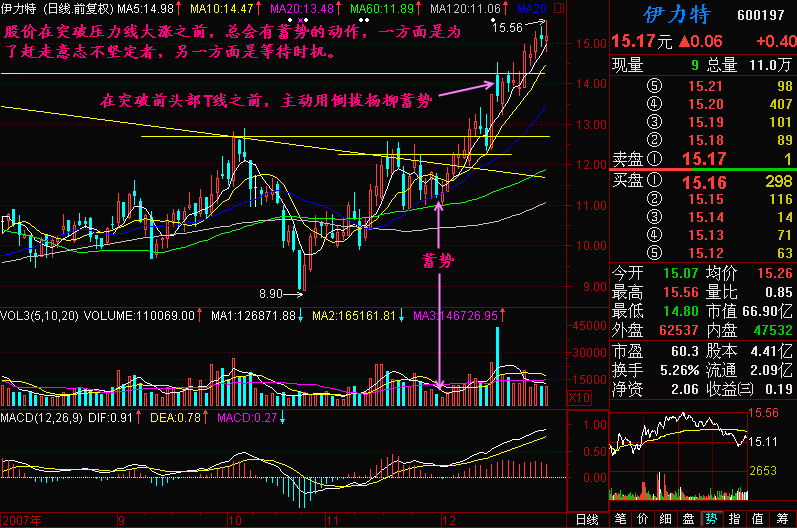 伊力特 (日线.前复权) MA5:14.98↑ MA10:14.47↑ MA20:13.48↑ MA60:11.89↑ MA120:11.06↑ MA20
股价在突破压力线大涨之前，总会有蓄势的动作，一方面是为
了赶走意志不坚定者，另一方面是等待时机。
15.56
15.00
14.00
在突破前头部T线之前，主动用倒拔杨柳蓄势
13.00
12.00
11.00
10.00
9.00
蓄势
8.90
VOL3(5,10,20) VOLUME:110069.00↑ MA1:126871.88↓ MA2:165161.81↓ MA3:146726.95↑
45000
30000
15000
X10
MACD(12,26,9) DIF:0.91↑ DEA:0.78↑ MACD:0.27↓
1.00
0.50
0.00
2007年 9 10 11 12 日线
伊力特 600197
15.17元 ▲0.06 +0.40
现量 9 总量 11.0万
⑤ 15.21 98
④ 15.20 407
③ 15.19 101
② 15.18 89
卖盘① 15.17 1
买盘① 15.16 298
② 15.15 116
③ 15.14 14
④ 15.13 71
⑤ 15.12 63
今开 15.07 均价 15.26
最高 15.56 量比 0.85
最低 14.80 市值 66.90亿
外盘 62537 内盘 47532
市盈 60.3 股本 4.41亿
换手 5.26% 流通 2.09亿
净资 2.06 收益㈢ 0.19
15.56
15.11
2653
笔 价 细 盘 势 指 值 筹